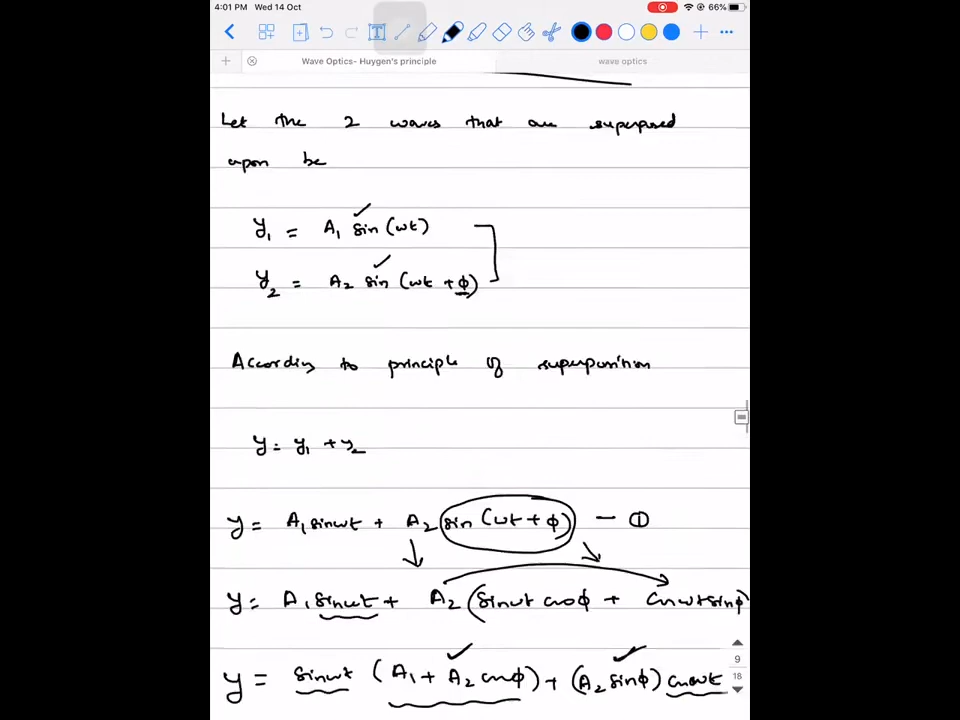 4:01 PM Wed 14 Oct 66%
Wave Optics- Huygen's principle wave optics
Let the 2 waves that are superposed
upon be
y₁ = A₁ sin (ωt)
y₂ = A₂ sin (ωt + φ)
According to principle of superposition
y = y₁ + y₂
y = A₁ sinωt + A₂ sin (ωt + φ) — ①
y = A₁ sinωt + A₂ (sinωt cosφ + cosωt sinφ)
9
y = sinωt (A₁ + A₂ cosφ) + (A₂ sinφ) cosωt
18